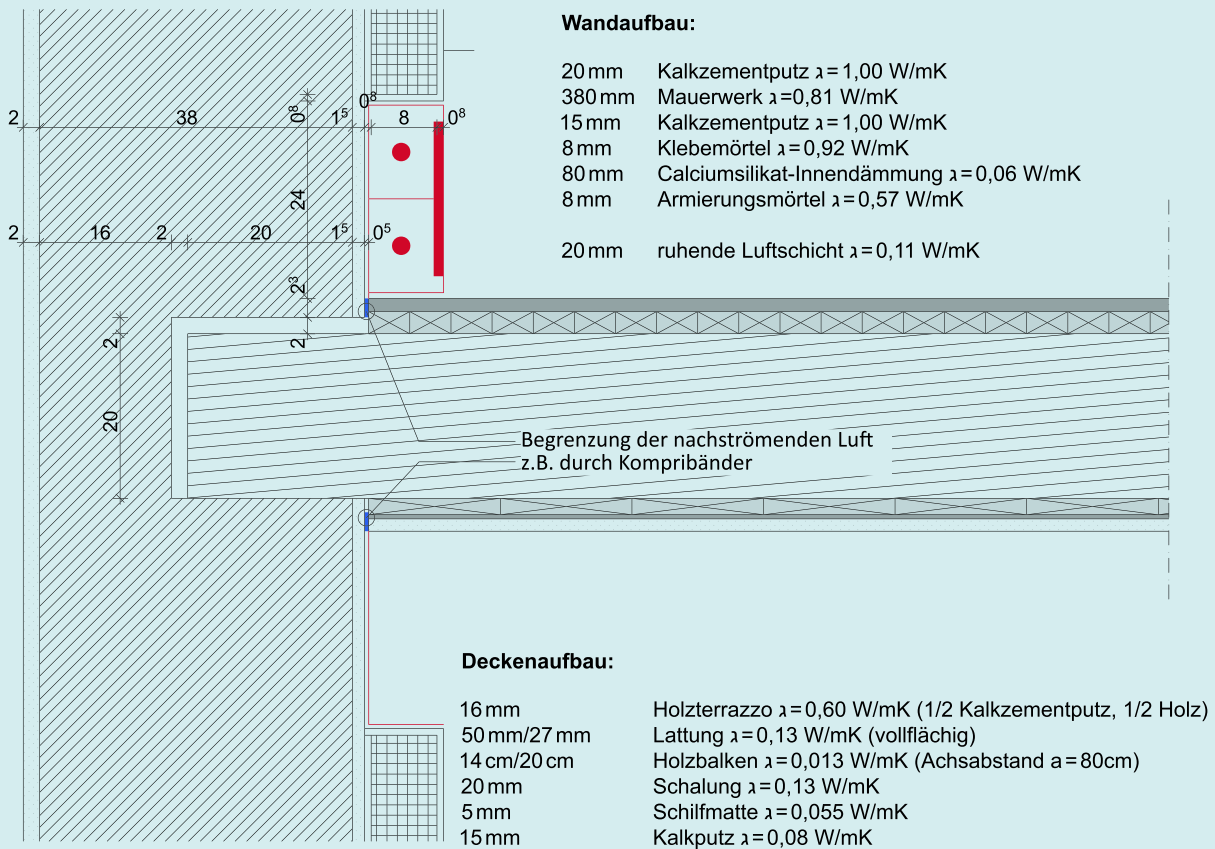 Wandaufbau:
20 mm Kalkzementputz λ = 1,00 W/mK
380 mm Mauerwerk λ =0,81 W/mK
15 mm Kalkzementputz λ = 1,00 W/mK
8 mm Klebemörtel λ = 0,92 W/mK
80 mm Calciumsilikat-Innendämmung λ = 0,06 W/mK
8 mm Armierungsmörtel λ = 0,57 W/mK
20 mm ruhende Luftschicht λ = 0,11 W/mK
2 38 0⁸ 1⁵ 0⁸ 8 0⁸
24
2 16 2 20 1⁵ 0⁵
2³
2 2
20
Begrenzung der nachströmenden Luft
z.B. durch Kompribänder
Deckenaufbau:
16 mm Holzterrazzo λ = 0,60 W/mK (1/2 Kalkzementputz, 1/2 Holz)
50 mm/27 mm Lattung λ = 0,13 W/mK (vollflächig)
14 cm/20 cm Holzbalken λ = 0,013 W/mK (Achsabstand a = 80cm)
20 mm Schalung λ = 0,13 W/mK
5 mm Schilfmatte λ = 0,055 W/mK
15 mm Kalkputz λ = 0,08 W/mK